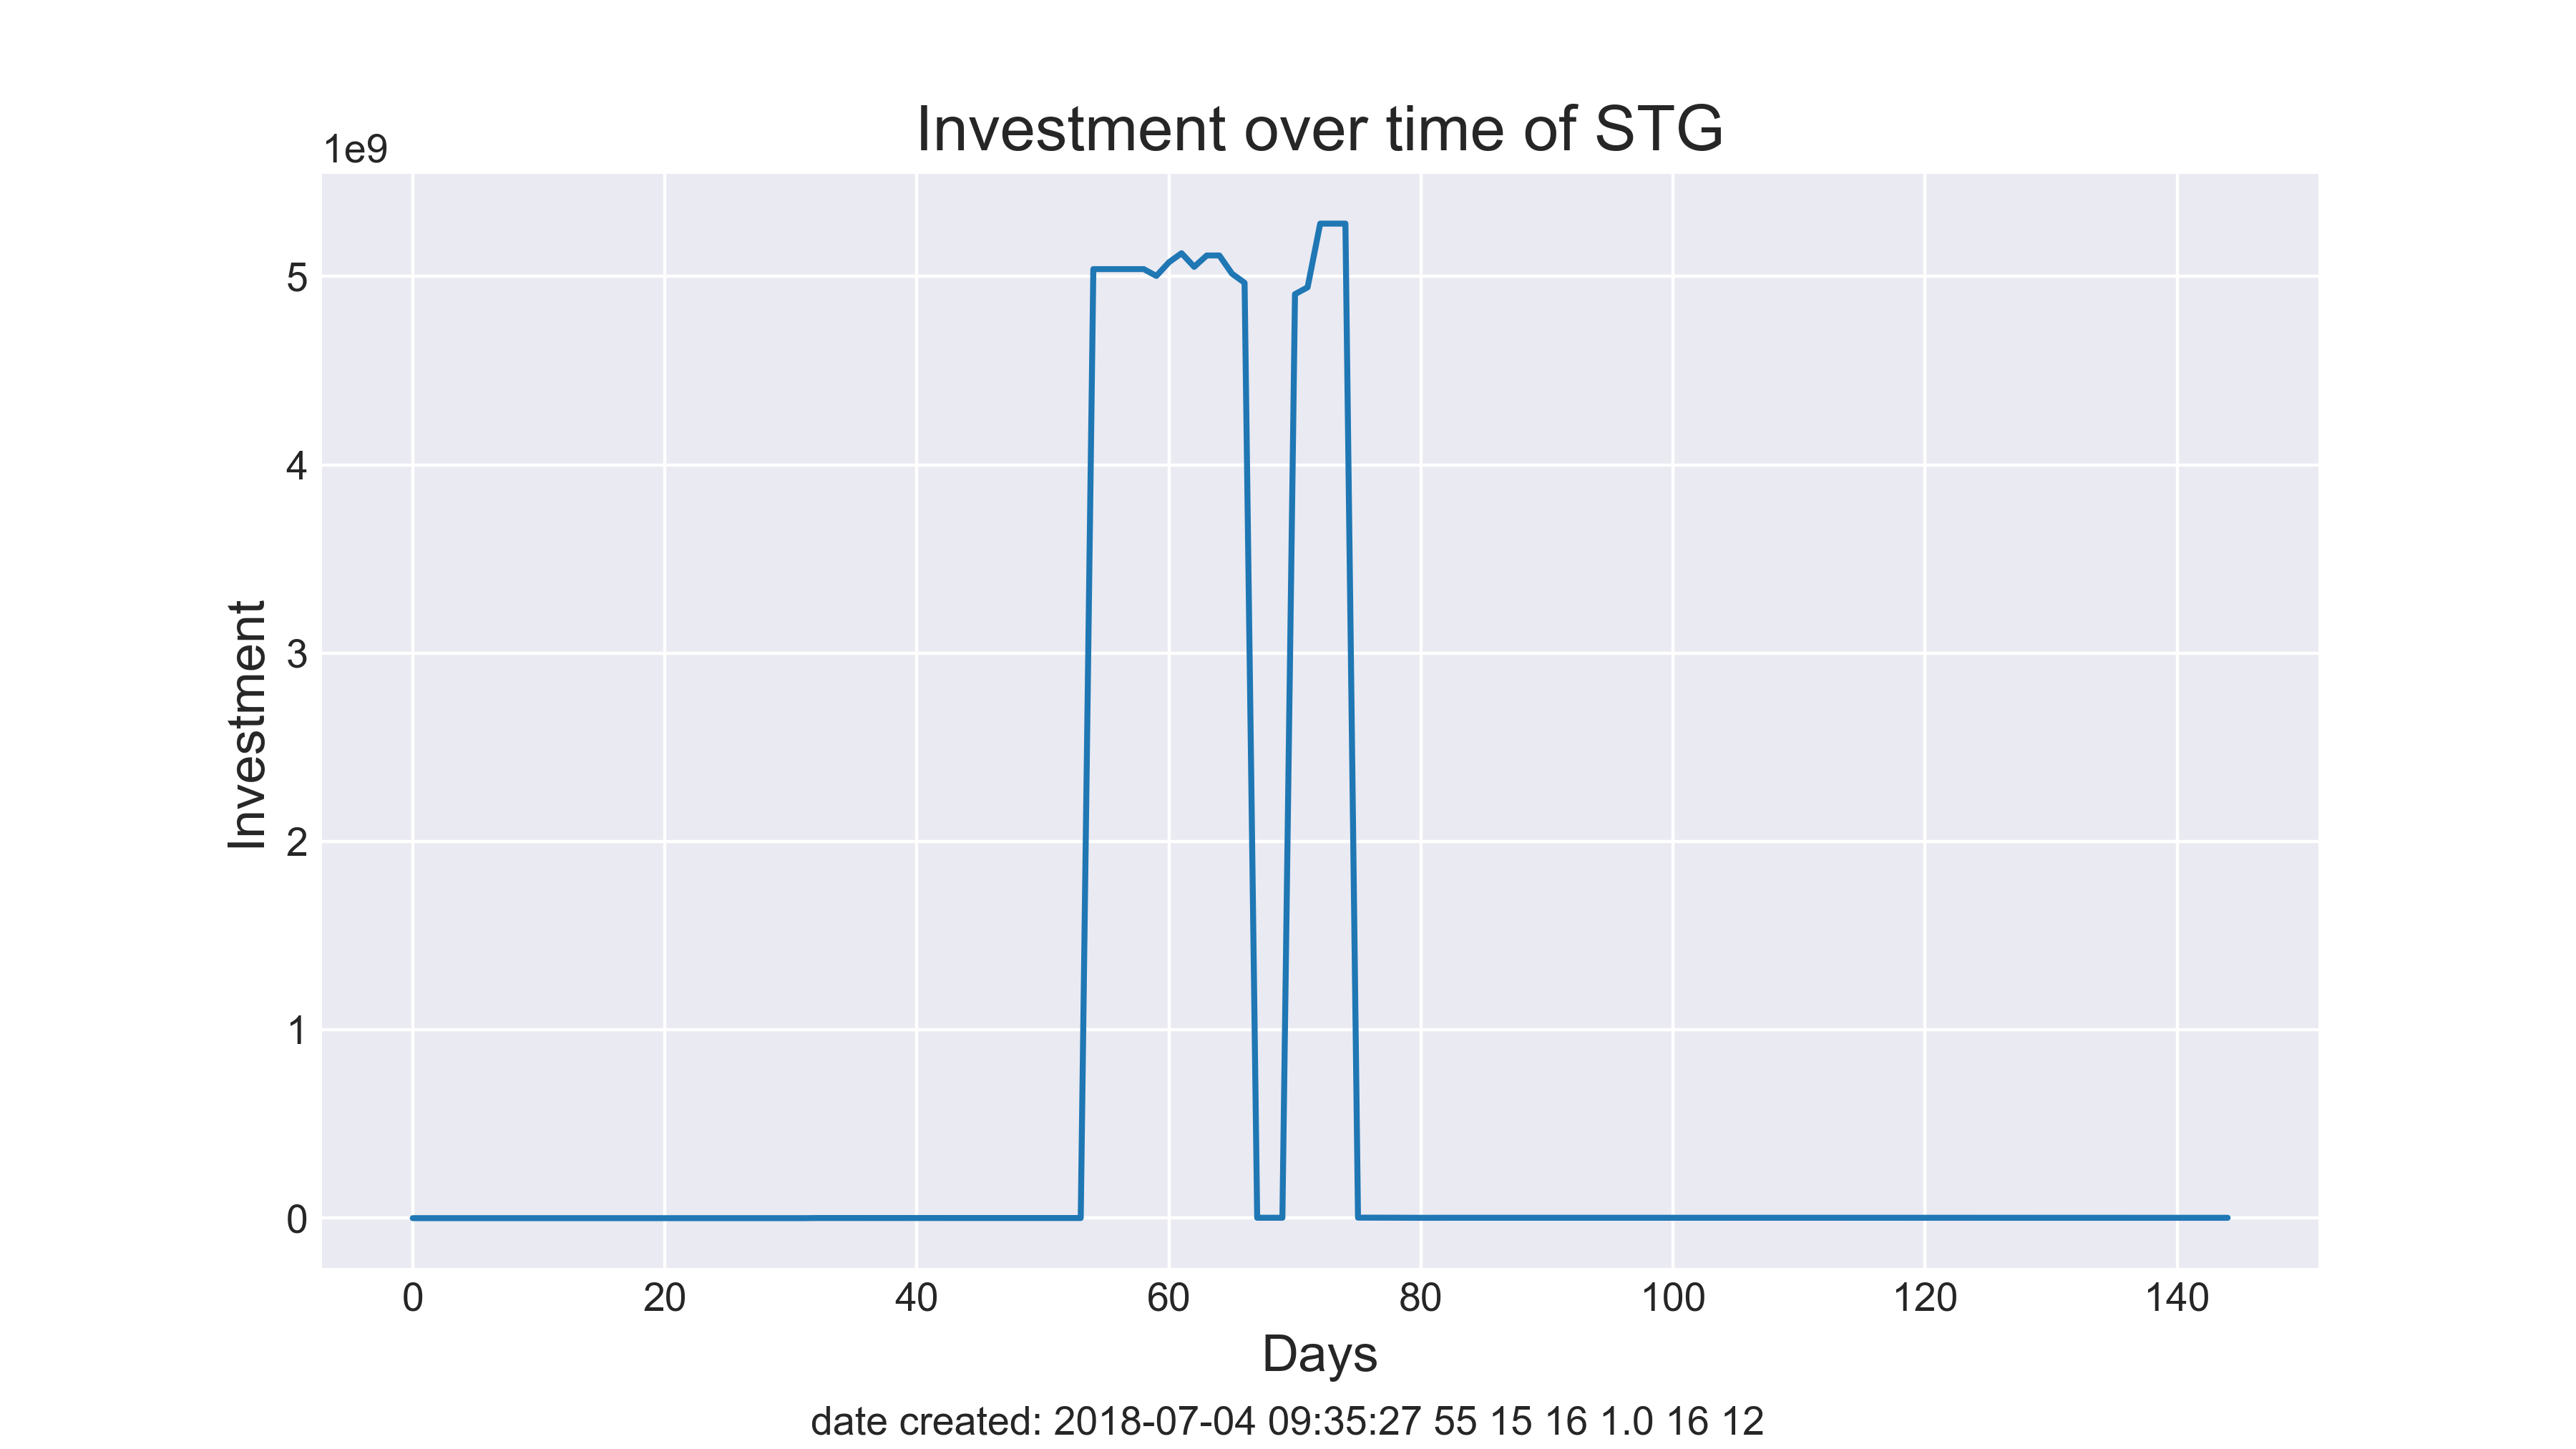 Investment over time of STG
1e9
5
4
3
2
1
0
Investment
0 20 40 60 80 100 120 140
Days
date created: 2018-07-04 09:35:27 55 15 16 1.0 16 12